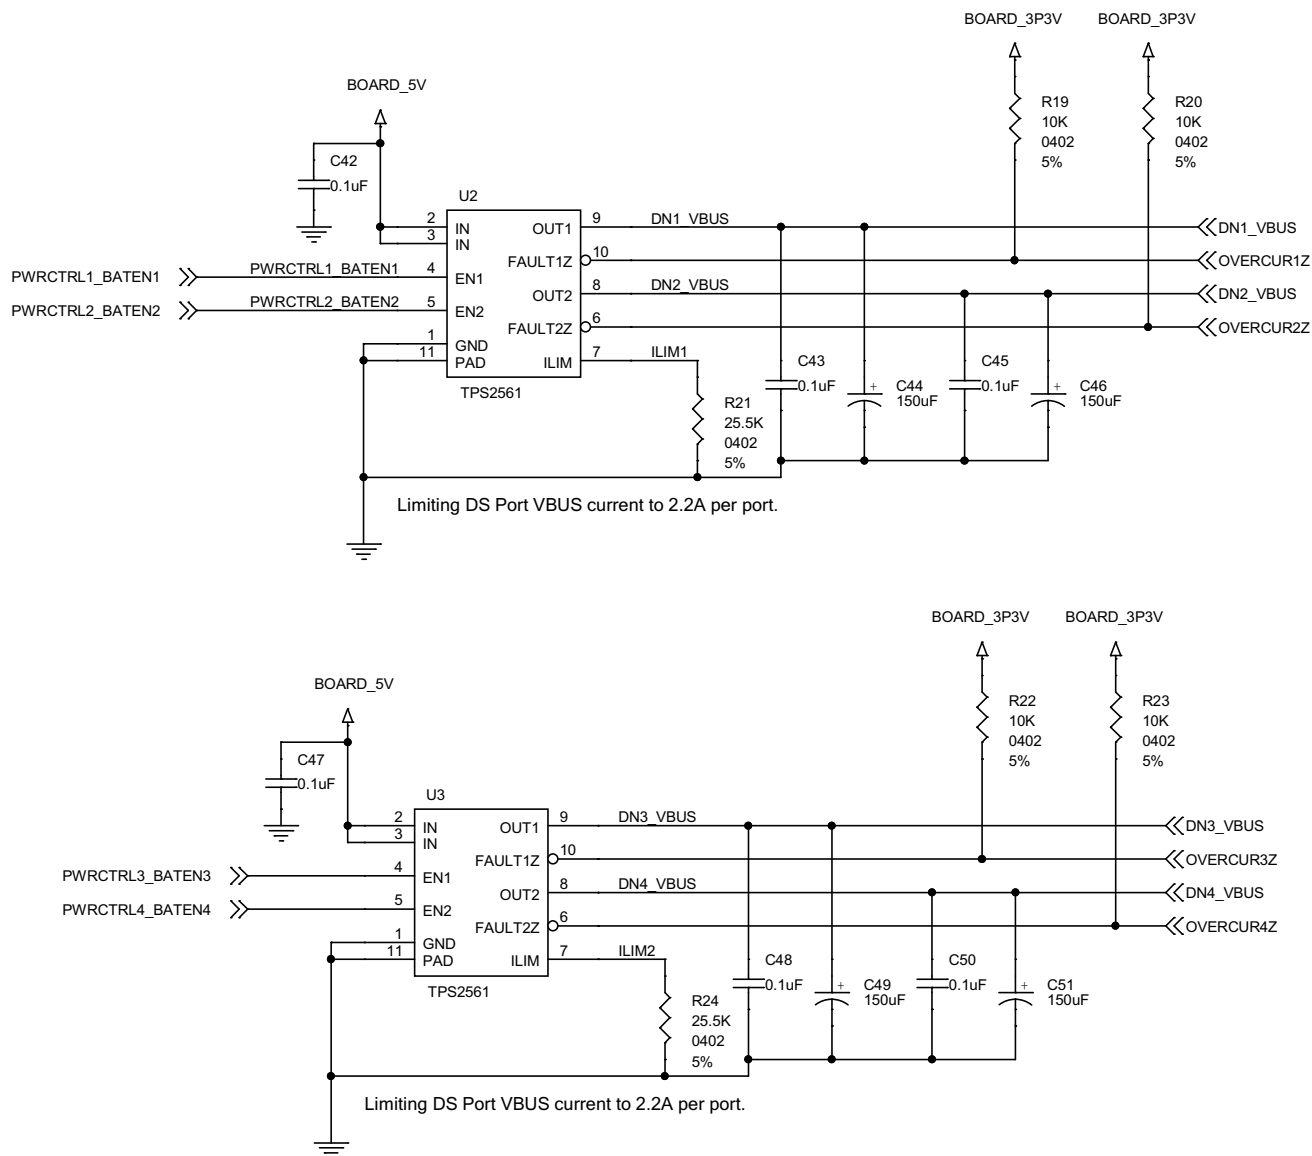 BOARD_3P3V BOARD_3P3V
BOARD_5V
R19
10K
0402
5%
R20
10K
0402
5%
C42
0.1uF
U2
2 IN
3 IN
4 EN1
5 EN2
1 GND
11 PAD
OUT1 9
FAULT1Z 10
OUT2 8
FAULT2Z 6
ILIM 7
TPS2561
PWRCTRL1_BATEN1 PWRCTRL1_BATEN1
PWRCTRL2_BATEN2 PWRCTRL2_BATEN2
DN1_VBUS DN1_VBUS
OVERCUR1Z
DN2_VBUS DN2_VBUS
OVERCUR2Z
ILIM1
C43
0.1uF
+
C44
150uF
C45
0.1uF
+
C46
150uF
R21
25.5K
0402
5%
Limiting DS Port VBUS current to 2.2A per port.
BOARD_3P3V BOARD_3P3V
BOARD_5V
R22
10K
0402
5%
R23
10K
0402
5%
C47
0.1uF
U3
2 IN
3 IN
4 EN1
5 EN2
1 GND
11 PAD
OUT1 9
FAULT1Z 10
OUT2 8
FAULT2Z 6
ILIM 7
TPS2561
PWRCTRL3_BATEN3
PWRCTRL4_BATEN4
DN3_VBUS DN3_VBUS
OVERCUR3Z
DN4_VBUS DN4_VBUS
OVERCUR4Z
ILIM2
C48
0.1uF
+
C49
150uF
C50
0.1uF
+
C51
150uF
R24
25.5K
0402
5%
Limiting DS Port VBUS current to 2.2A per port.